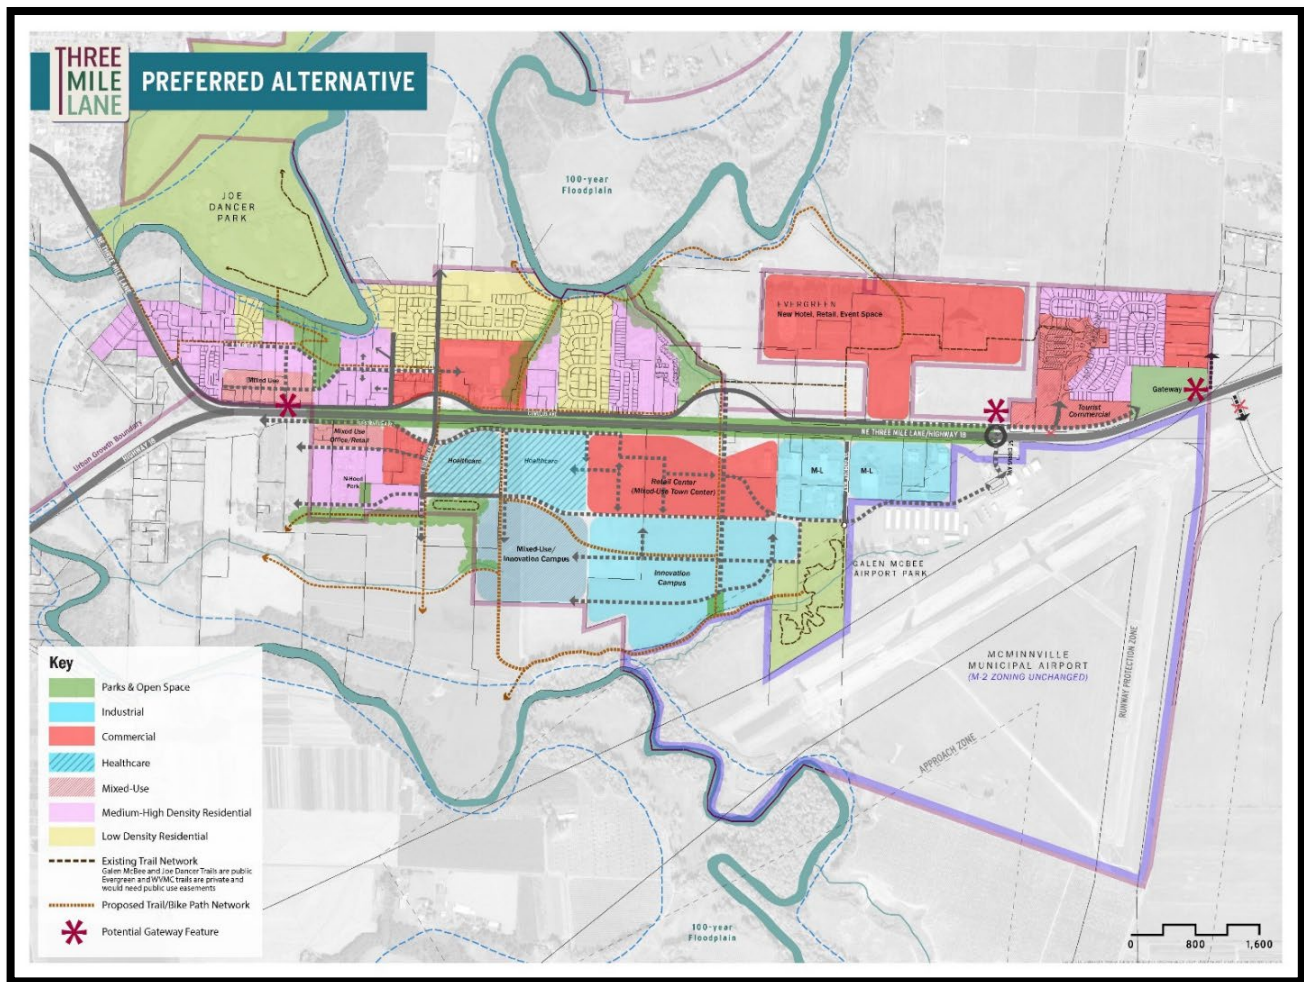 THREE
MILE
LANE
PREFERRED ALTERNATIVE
JOE
DANCER
PARK
100-year
Floodplain
EVERGREEN
New Hotel, Retail, Event Space
Mixed Use
Gateway
Tourist
Commercial
NE THREE MILE LANE/HIGHWAY 18
Urban Growth Boundary
HIGHWAY 18
Mixed Use
Office/Retail
Healthcare
Healthcare
Retail Center
(Mixed-Use Town Center)
M-L
M-L
Mixed-Use/
Innovation Campus
Innovation
Campus
GALEN MCBEE
AIRPORT PARK
MCMINNVILLE
MUNICIPAL AIRPORT
(M-2 ZONING UNCHANGED)
RUNWAY PROTECTION ZONE
APPROACH ZONE
Key
Parks & Open Space
Industrial
Commercial
Healthcare
Mixed-Use
Medium-High Density Residential
Low Density Residential
Existing Trail Network
Galen McBee and Joe Dancer Trails are public
Evergreen and WVMC trails are private and
would need public use easements
Proposed Trail/Bike Path Network
Potential Gateway Feature
100-year
Floodplain
0 800 1,600